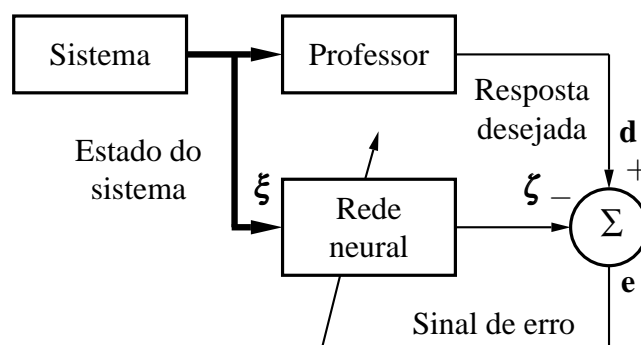 Sistema
Professor
Resposta
desejada
d
+
Estado do
sistema
ξ
Rede
neural
ζ
−
Σ
e
Sinal de erro